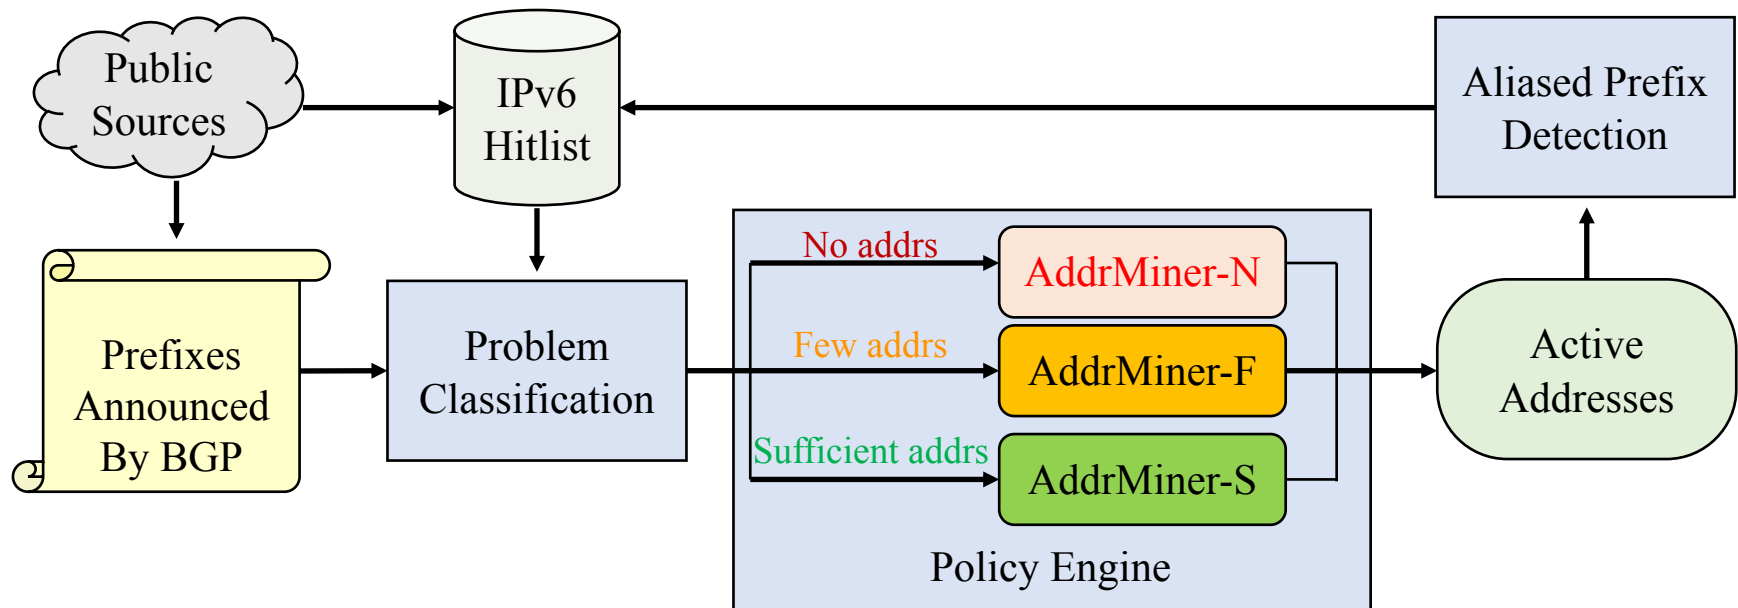 Public
Sources
IPv6
Hitlist
Aliased Prefix
Detection
Prefixes
Announced
By BGP
Problem
Classification
No addrs
AddrMiner-N
Few addrs
AddrMiner-F
Sufficient addrs
AddrMiner-S
Policy Engine
Active
Addresses